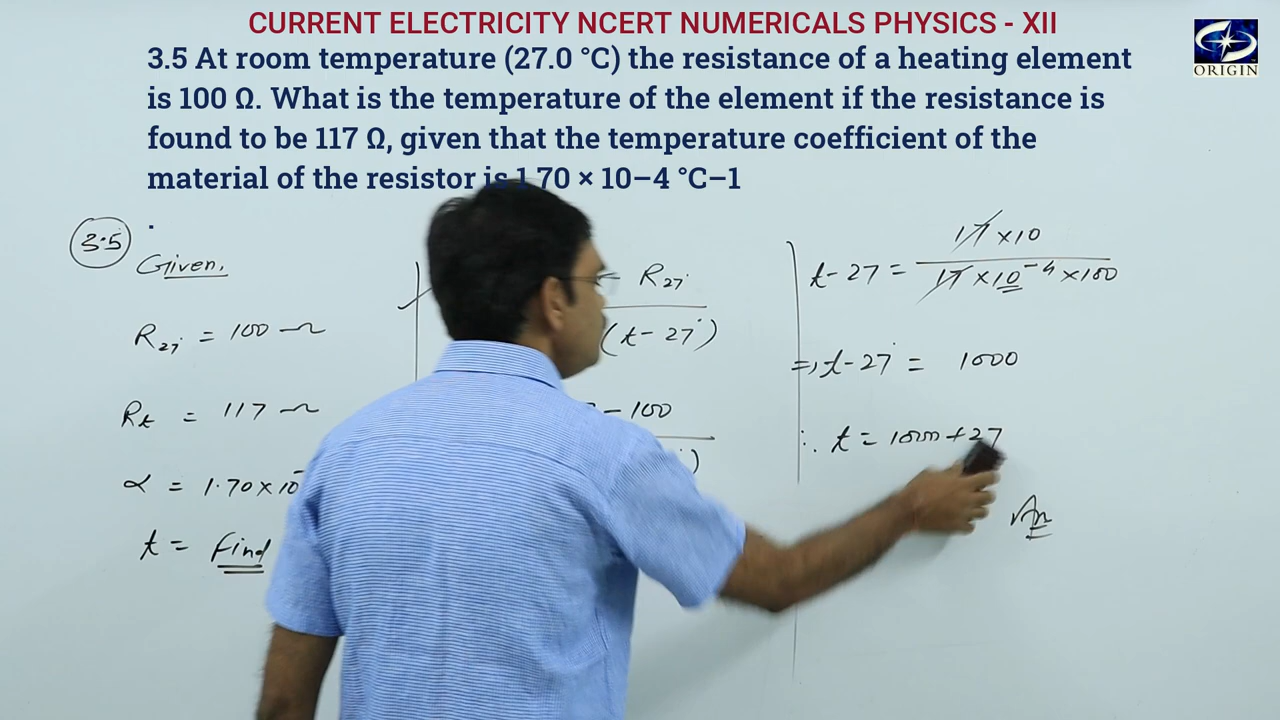 CURRENT ELECTRICITY NCERT NUMERICALS PHYSICS - XII
ORIGIN
3.5 At room temperature (27.0 °C) the resistance of a heating element
is 100 Ω. What is the temperature of the element if the resistance is
found to be 117 Ω, given that the temperature coefficient of the
material of the resistor is 1.70 × 10–4 °C–1
.
3.5
Given,
R27° = 100 Ω
Rt = 117 Ω
α = 1.70 × 10
t = find
- R27°
(t - 27°)
- 100
)
t - 27 = 17 × 10 / 17 × 10^-4 × 100
⇒ t - 27° = 1000
∴ t = 1000 + 27
An